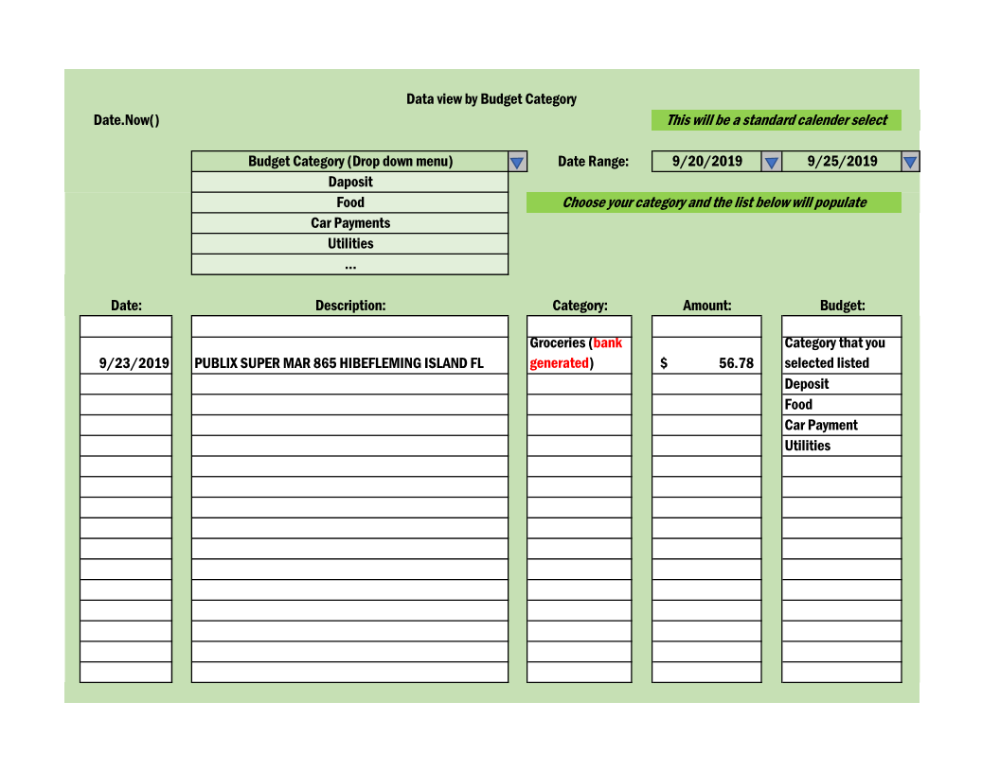 Data view by Budget Category
Date.Now()
This will be a standard calender select
Budget Category (Drop down menu)
Date Range:
9/20/2019
9/25/2019
Daposit
Food
Choose your category and the list below will populate
Car Payments
Utilities
...
Date:
Description:
Category:
Amount:
Budget:
9/23/2019
PUBLIX SUPER MAR 865 HIBEFLEMING ISLAND FL
Groceries (bank
generated)
$ 56.78
Category that you
selected listed
Deposit
Food
Car Payment
Utilities